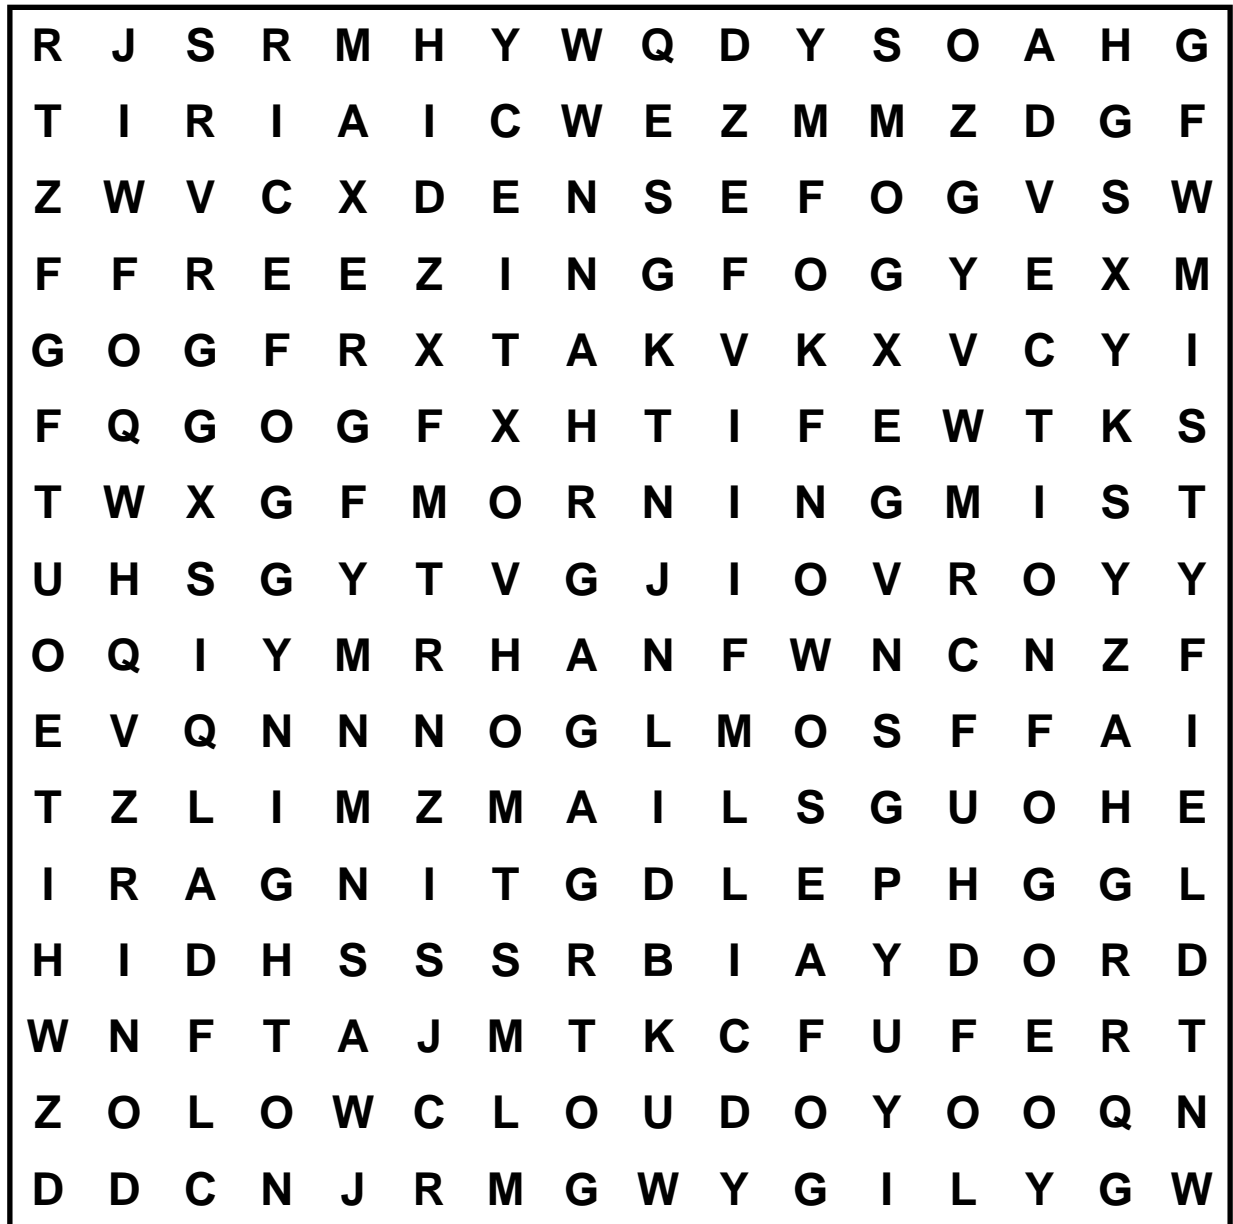 R J S R M H Y W Q D Y S O A H G
T I R I A I C W E Z M M Z D G F
Z W V C X D E N S E F O G V S W
F F R E E Z I N G F O G Y E X M
G O G F R X T A K V K X V C Y I
F Q G O G F X H T I F E W T K S
T W X G F M O R N I N G M I S T
U H S G Y T V G J I O V R O Y Y
O Q I Y M R H A N F W N C N Z F
E V Q N N N O G L M O S F F A I
T Z L I M Z M A I L S G U O H E
I R A G N I T G D L E P H G G L
H I D H S S S R B I A Y D O R D
W N F T A J M T K C F U F E R T
Z O L O W C L O U D O Y O O Q N
D D C N J R M G W Y G I L Y G W